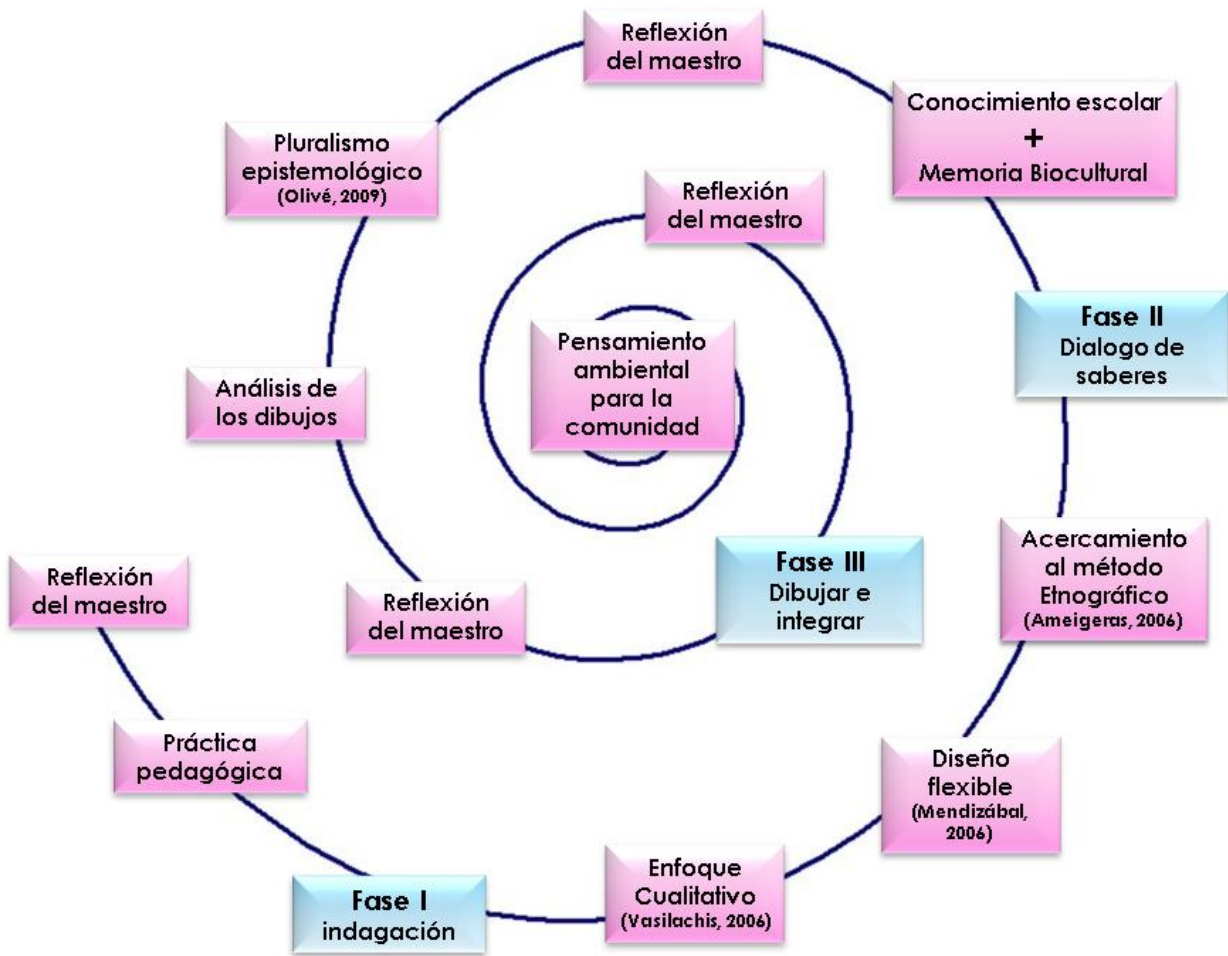 Reflexión
del maestro
Conocimiento escolar
+
Memoria Biocultural
Pluralismo
epistemológico
(Olivé, 2009)
Reflexión
del maestro
Fase II
Dialogo de
saberes
Pensamiento
ambiental
para la
comunidad
Análisis de
los dibujos
Acercamiento
al método
Etnográfico
(Ameigeras, 2006)
Fase III
Dibujar e
integrar
Reflexión
del maestro
Reflexión
del maestro
Práctica
pedagógica
Diseño
flexible
(Mendizábal,
2006)
Enfoque
Cualitativo
(Vasilachis, 2006)
Fase I
indagación